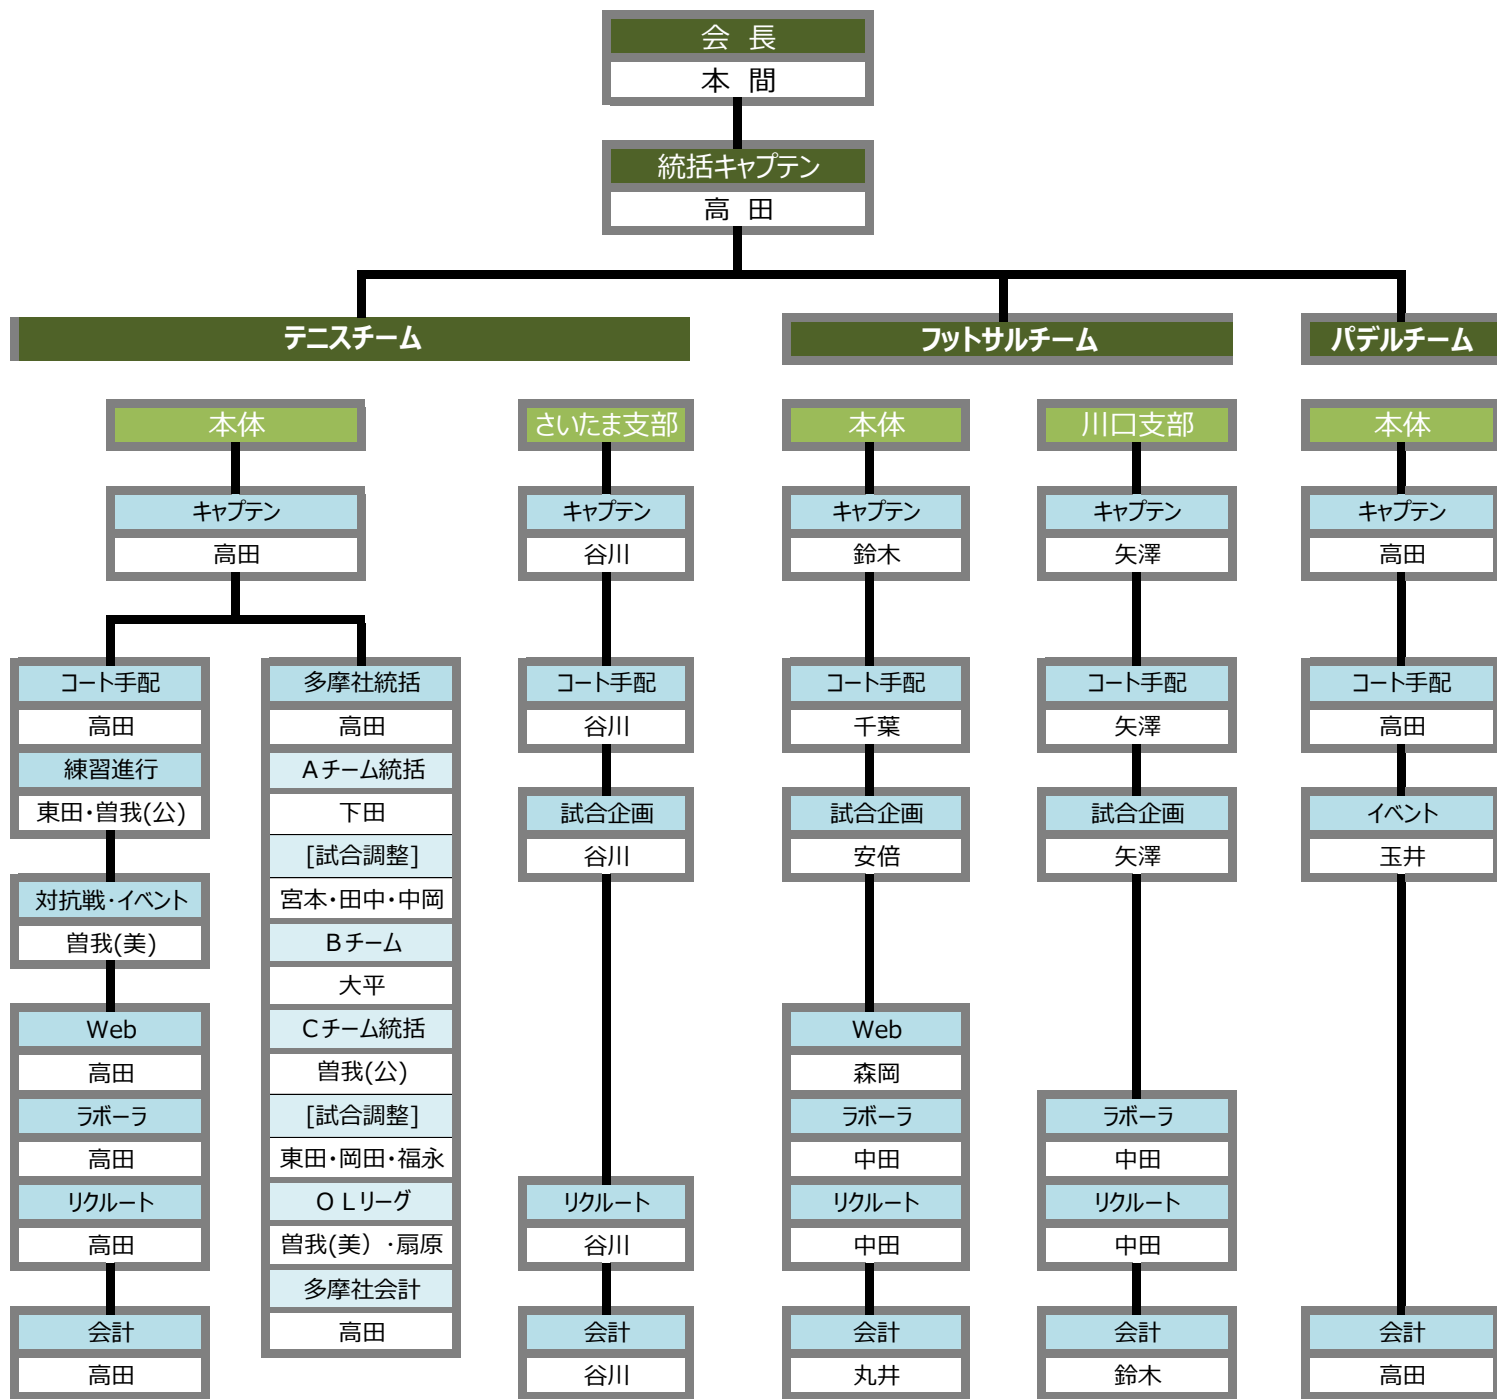 会 長
本 間
統括キャプテン
高 田
テニスチーム
フットサルチーム
パデルチーム
本体
さいたま支部
本体
川口支部
本体
キャプテン
キャプテン
キャプテン
キャプテン
キャプテン
高田
谷川
鈴木
矢澤
高田
コート手配
高田
練習進行
東田・曽我(公)
対抗戦・イベント
曽我(美)
Web
高田
ラボーラ
高田
リクルート
高田
会計
高田
多摩社統括
高田
Aチーム統括
下田
[試合調整]
宮本・田中・中岡
Bチーム
大平
Cチーム統括
曽我(公)
[試合調整]
東田・岡田・福永
OLリーグ
曽我(美）・扇原
多摩社会計
高田
コート手配
谷川
試合企画
谷川
リクルート
谷川
会計
谷川
コート手配
千葉
試合企画
安倍
Web
森岡
ラボーラ
中田
リクルート
中田
会計
丸井
コート手配
矢澤
試合企画
矢澤
ラボーラ
中田
リクルート
中田
会計
鈴木
コート手配
高田
イベント
玉井
会計
高田